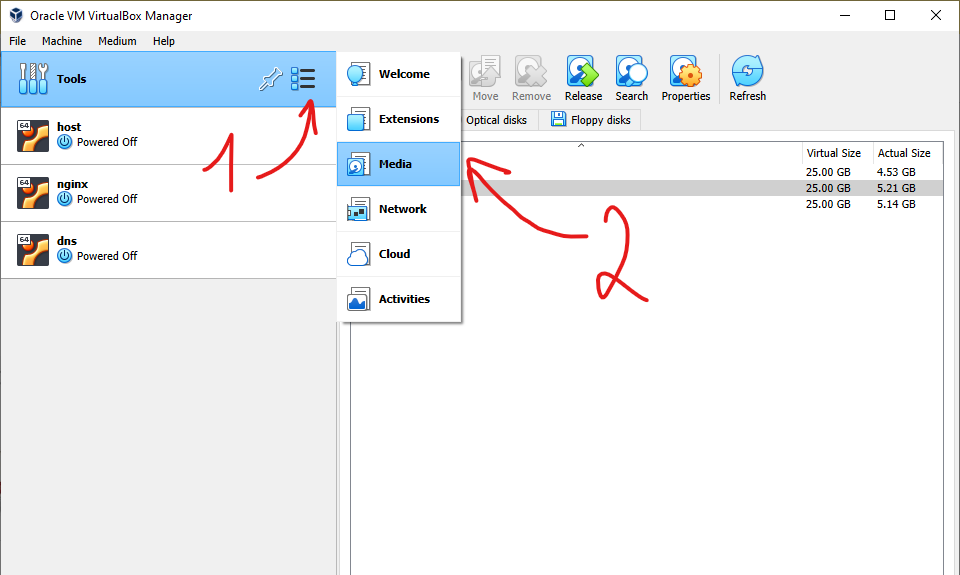 Oracle VM VirtualBox Manager
File Machine Medium Help
Tools
64
host
Powered Off
64
nginx
Powered Off
64
dns
Powered Off
Welcome
Extensions
Media
Network
Cloud
Activities
Move Remove Release Search Properties Refresh
Optical disks Floppy disks
Virtual Size Actual Size
25.00 GB 4.53 GB
25.00 GB 5.21 GB
25.00 GB 5.14 GB
1
2